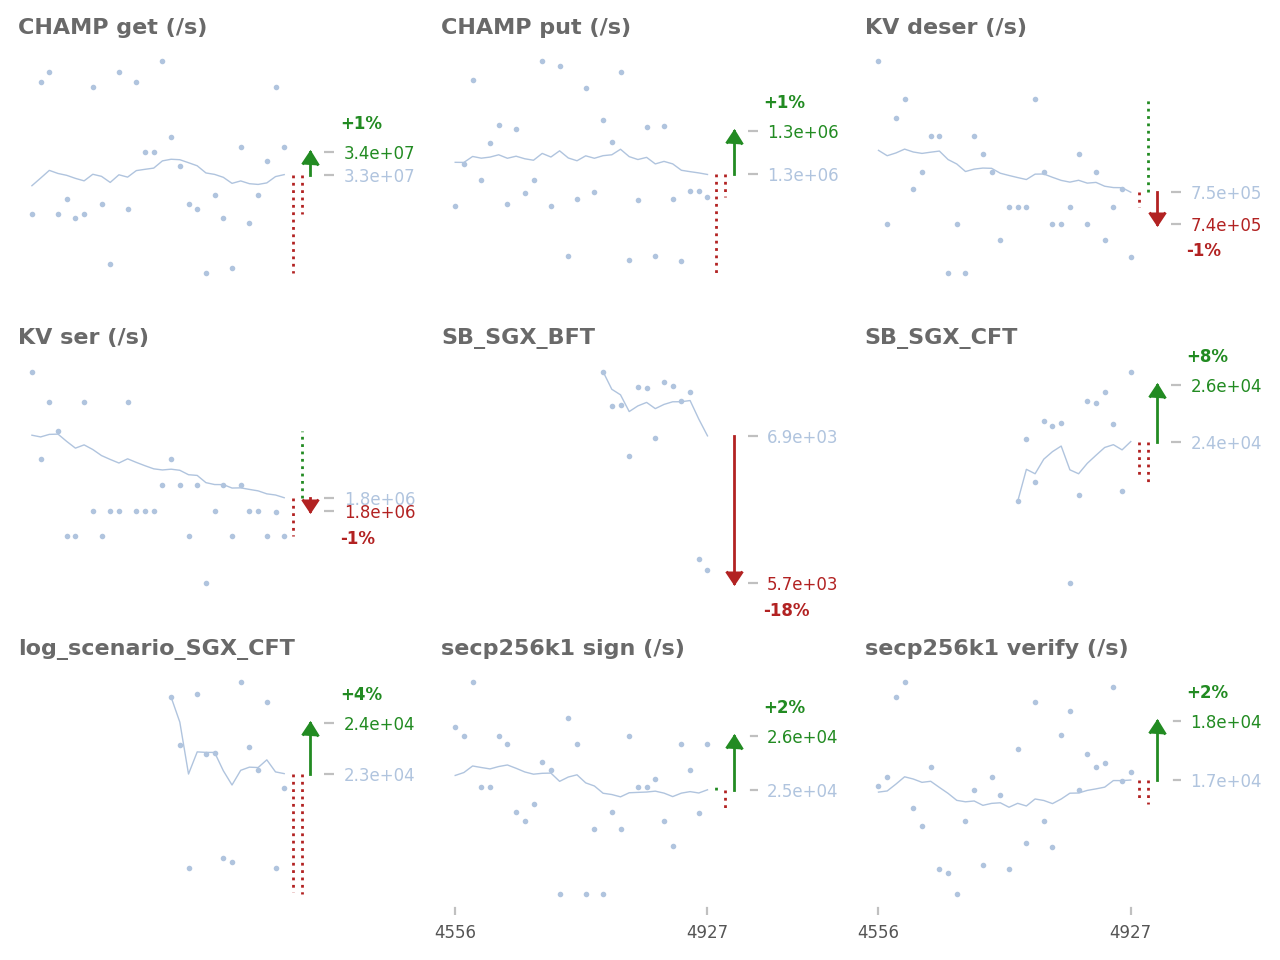 CHAMP get (/s)
CHAMP put (/s)
KV deser (/s)
+1%
3.4e+07
3.3e+07
+1%
1.3e+06
1.3e+06
7.5e+05
7.4e+05
-1%
KV ser (/s)
SB_SGX_BFT
SB_SGX_CFT
1.8e+06
1.8e+06
-1%
6.9e+03
5.7e+03
-18%
+8%
2.6e+04
2.4e+04
log_scenario_SGX_CFT
secp256k1 sign (/s)
secp256k1 verify (/s)
+4%
2.4e+04
2.3e+04
+2%
2.6e+04
2.5e+04
+2%
1.8e+04
1.7e+04
4556
4927
4556
4927